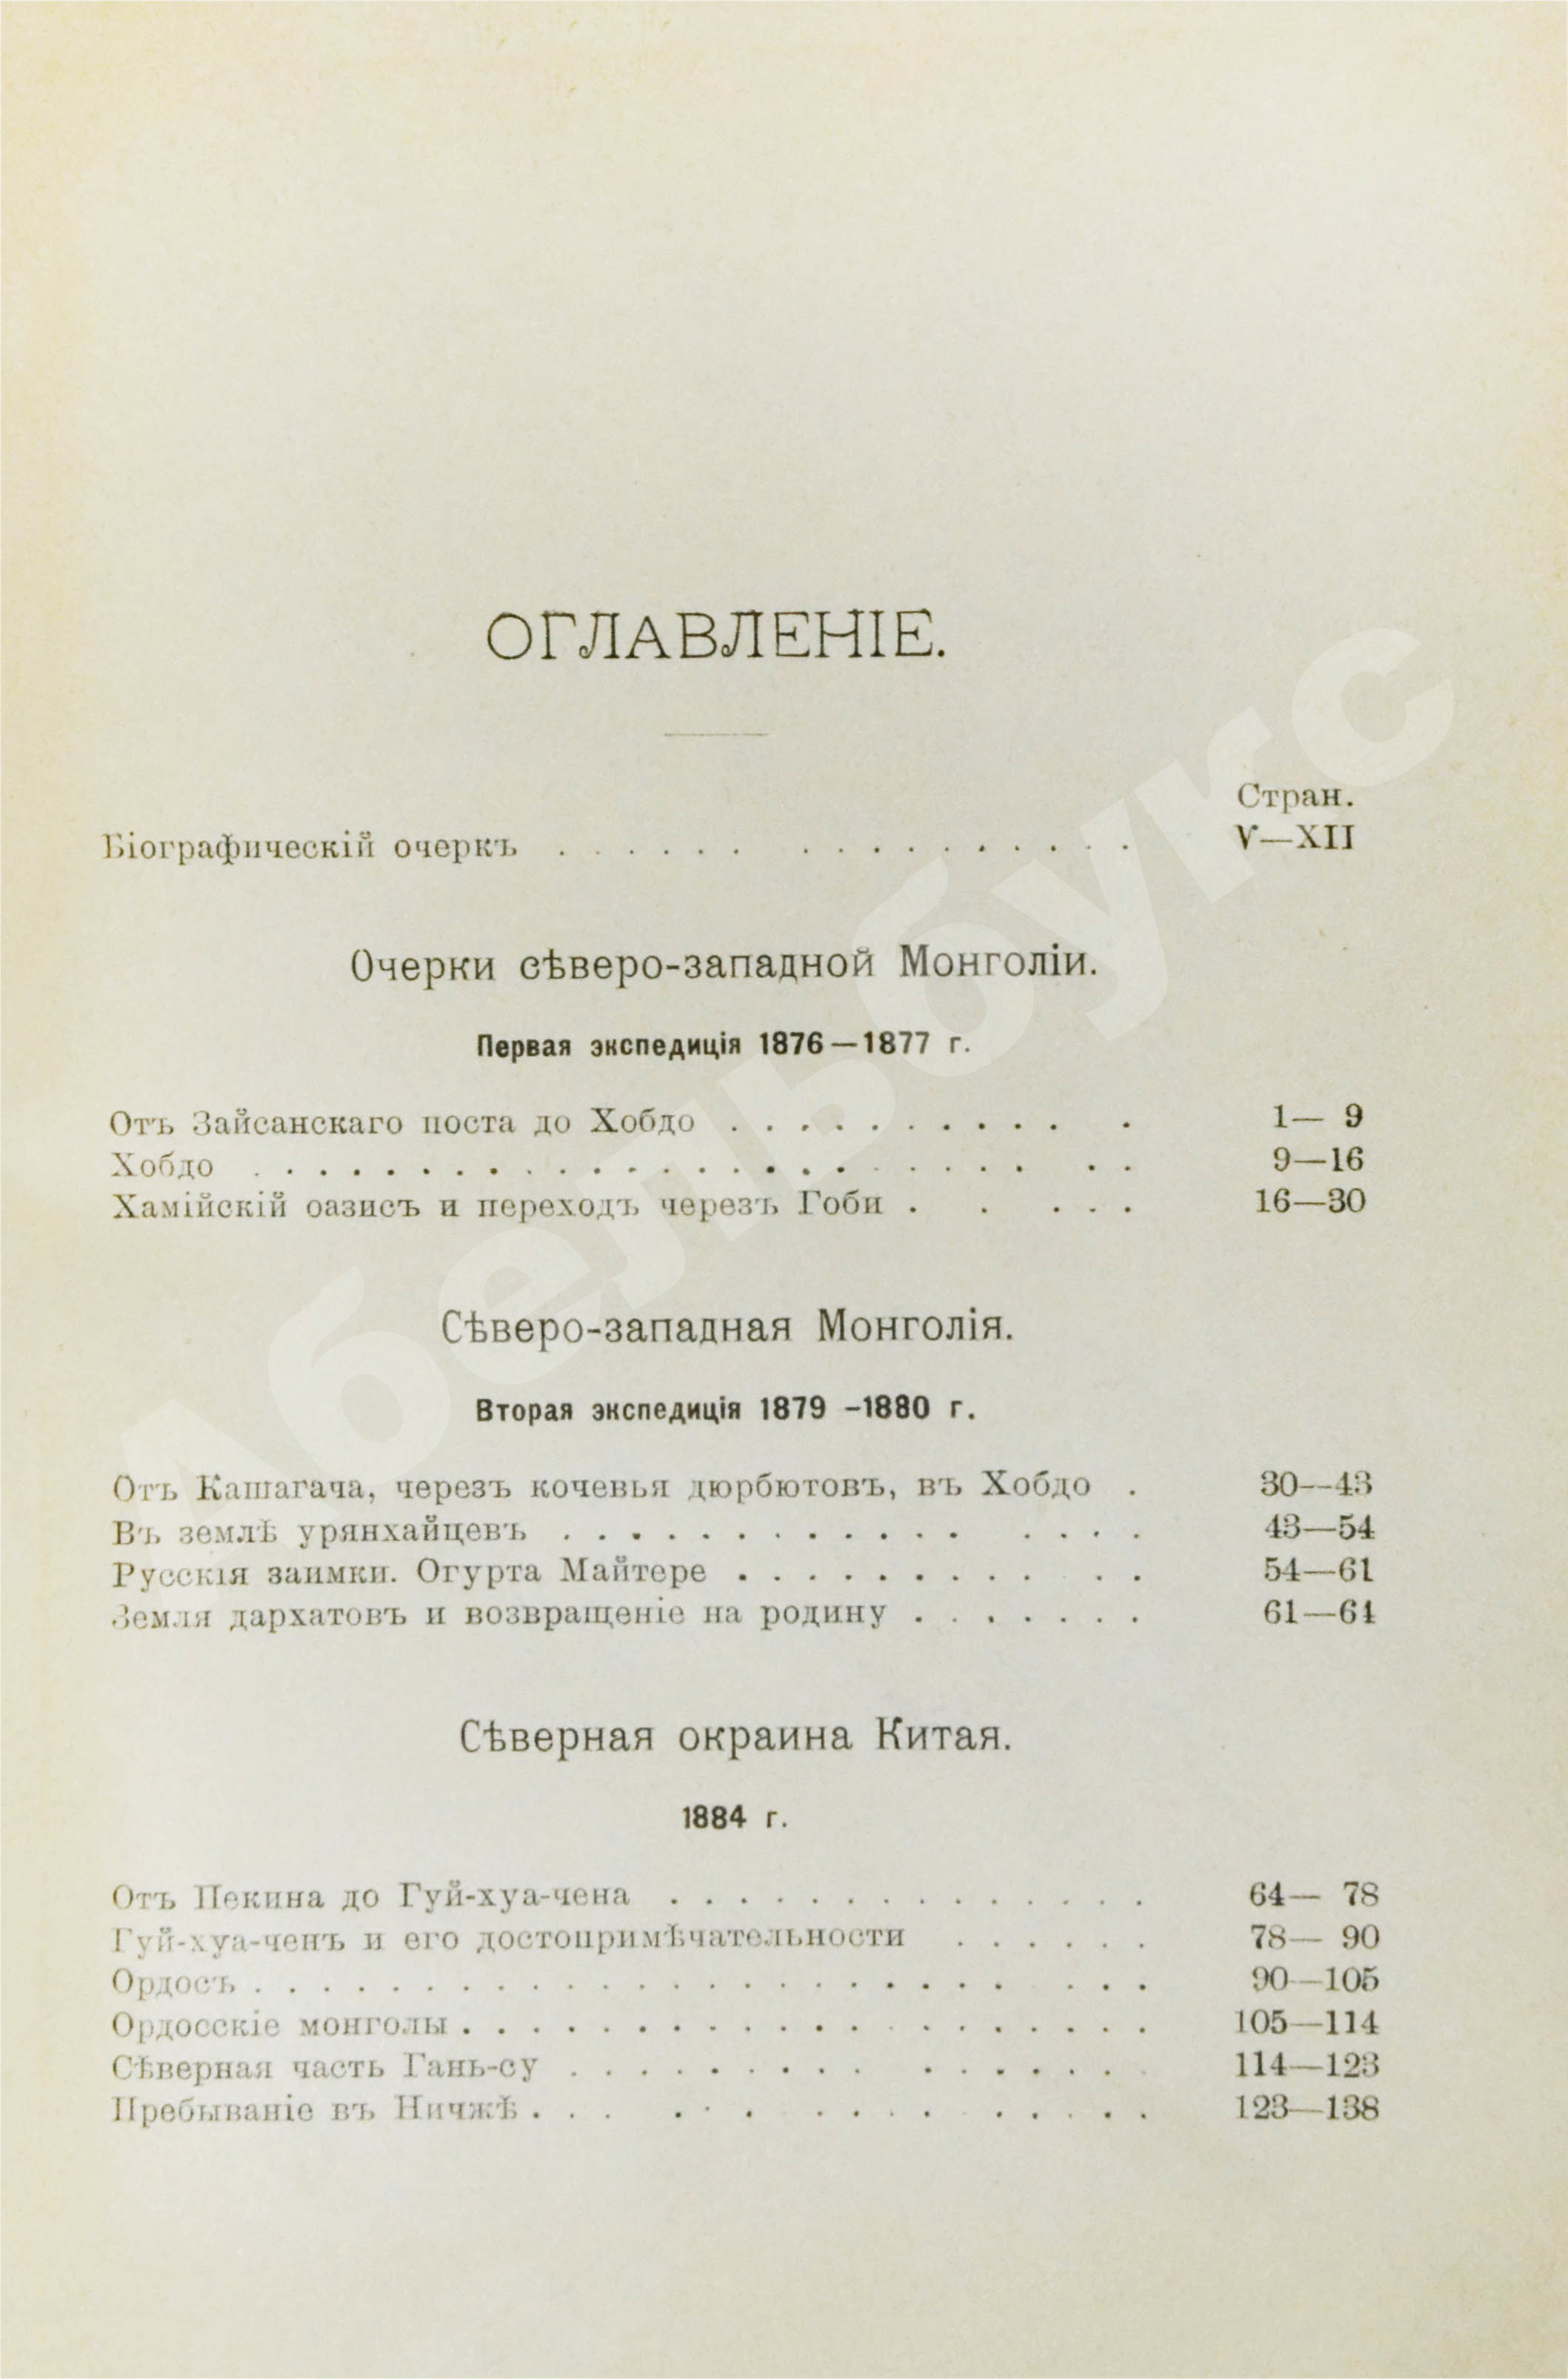 ОГЛАВЛЕНІЕ.
Стран.
Біографическій очеркъ . . . . . . . . . . . . . . . . V—XII
Очерки сѣверо-западной Монголіи.
Первая экспедиція 1876—1877 г.
Отъ Зайсанскаго поста до Хобдо . . . . . . . . . . . 1— 9
Хобдо . . . . . . . . . . . . . . . . . . . . . . . . . 9—16
Хамійскій оазисъ и переходъ черезъ Гоби . . . . . 16—30
Сѣверо-западная Монголія.
Вторая экспедиція 1879 -1880 г.
Отъ Кашагача, черезъ кочевья дюрбютовъ, въ Хобдо . 30—43
Въ землѣ урянхайцевъ . . . . . . . . . . . . . . . . 43—54
Русскія заимки. Огурта Майтере . . . . . . . . . . . 54—61
Земля дархатовъ и возвращеніе на родину . . . . . . . 61—64
Сѣверная окраина Китая.
1884 г.
Отъ Пекина до Гуй-хуа-чена . . . . . . . . . . . . . . 64— 78
Гуй-хуа-ченъ и его достопримѣчательности . . . . . . 78— 90
Ордосъ . . . . . . . . . . . . . . . . . . . . . . . . . 90—105
Ордосскіе монголы . . . . . . . . . . . . . . . . . . . . 105—114
Сѣверная часть Гань-су . . . . . . . . . . . . . . . . 114—123
Пребываніе въ Ничжѣ . . . . . . . . . . . . . . . 123—138
Абельбукс